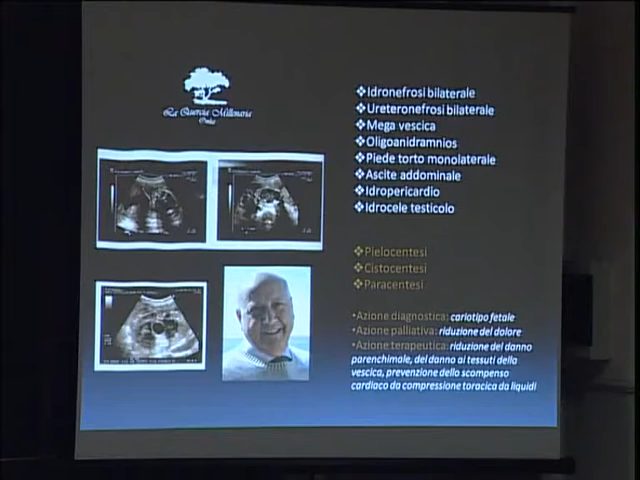 La Quercia Millenaria
Onlus
❖Idronefrosi bilaterale
❖Ureteronefrosi bilaterale
❖Mega vescica
❖Oligoanidramnios
❖Piede torto monolaterale
❖Ascite addominale
❖Idropericardio
❖Idrocele testicolo
❖Pielocentesi
❖Cistocentesi
❖Paracentesi
•Azione diagnostica: cariotipo fetale
•Azione palliativa: riduzione del dolore
•Azione terapeutica: riduzione del danno
parenchimale, del danno ai tessuti della
vescica, prevenzione dello scompenso
cardiaco da compressione toracica da liquidi